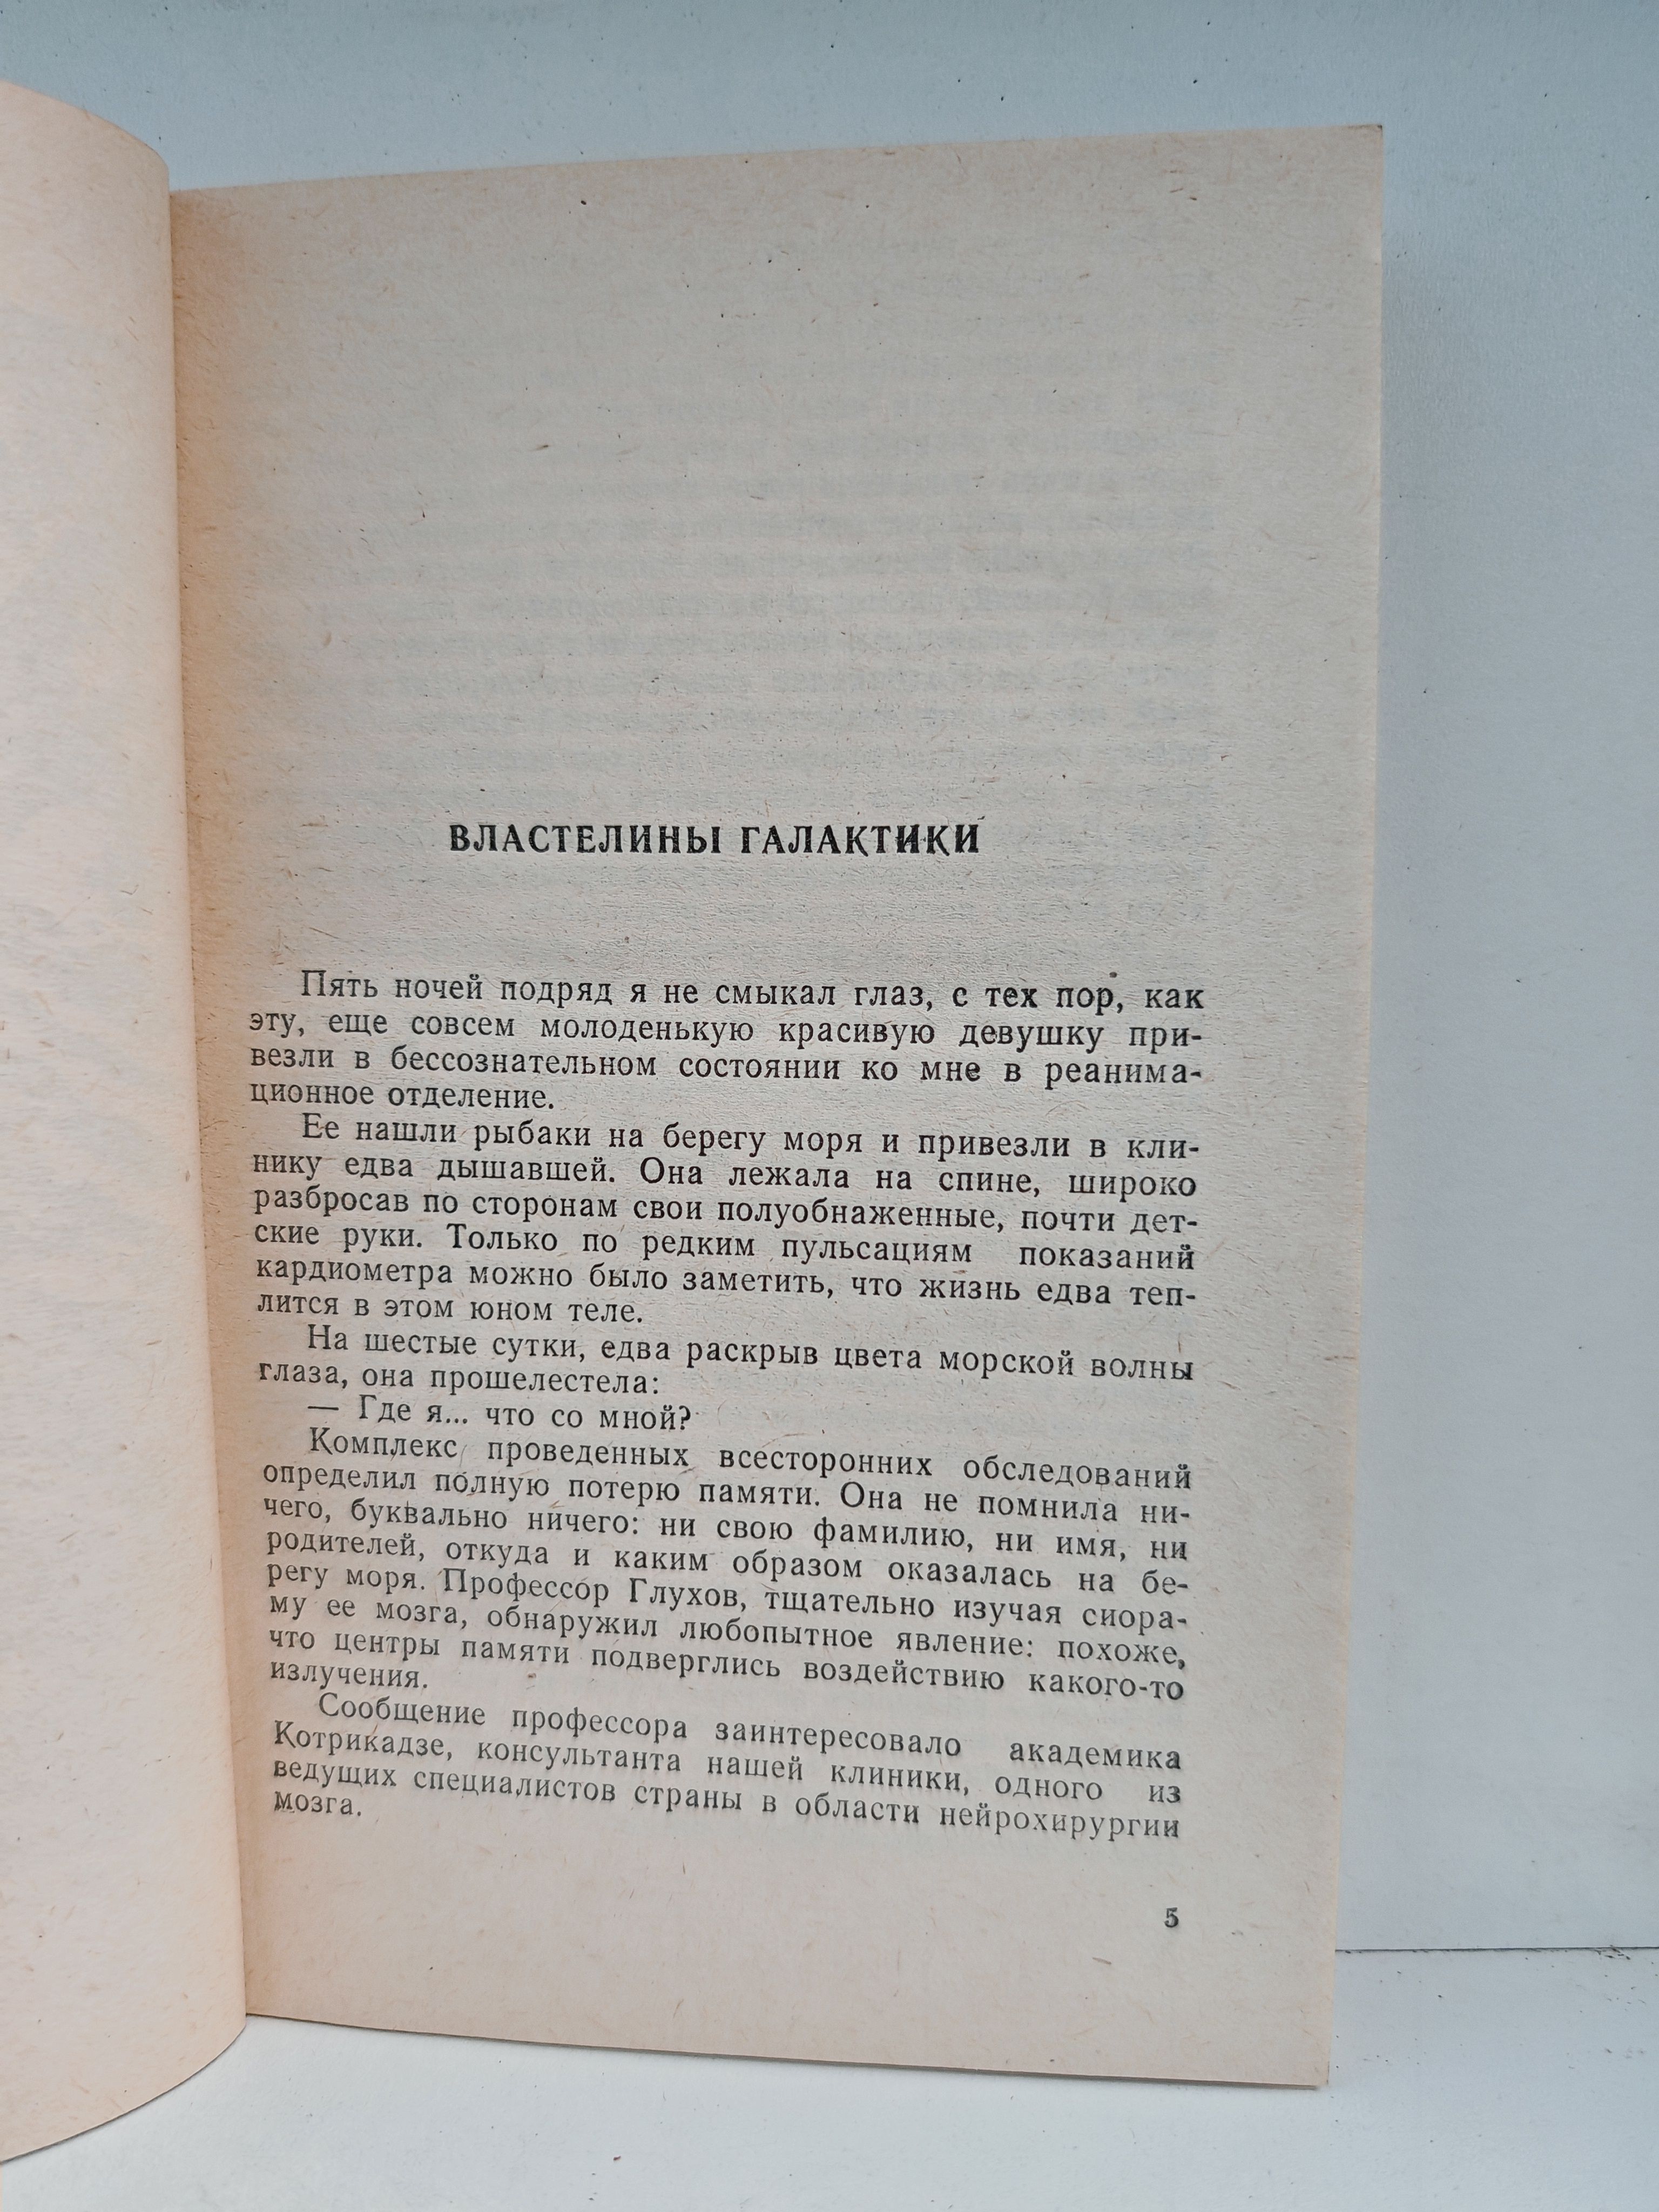 ВЛАСТЕЛИНЫ ГАЛАКТИКИ
Пять ночей подряд я не смыкал глаз, с тех пор, как
эту, еще совсем молоденькую красивую девушку при-
везли в бессознательном состоянии ко мне в реанима-
ционное отделение.
Ее нашли рыбаки на берегу моря и привезли в кли-
нику едва дышавшей. Она лежала на спине, широко
разбросав по сторонам свои полуобнаженные, почти дет-
ские руки. Только по редким пульсациям показаний
кардиометра можно было заметить, что жизнь едва теп-
лится в этом юном теле.
На шестые сутки, едва раскрыв цвета морской волны
глаза, она прошелестела:
— Где я... что со мной?
Комплекс проведенных всесторонних обследований
определил полную потерю памяти. Она не помнила ни-
чего, буквально ничего: ни свою фамилию, ни имя, ни
родителей, откуда и каким образом оказалась на бе-
регу моря. Профессор Глухов, тщательно изучая сиора-
му ее мозга, обнаружил любопытное явление: похоже,
что центры памяти подверглись воздействию какого-то
излучения.
Сообщение профессора заинтересовало академика
Котрикадзе, консультанта нашей клиники, одного из
ведущих специалистов страны в области нейрохирургии
мозга.
5